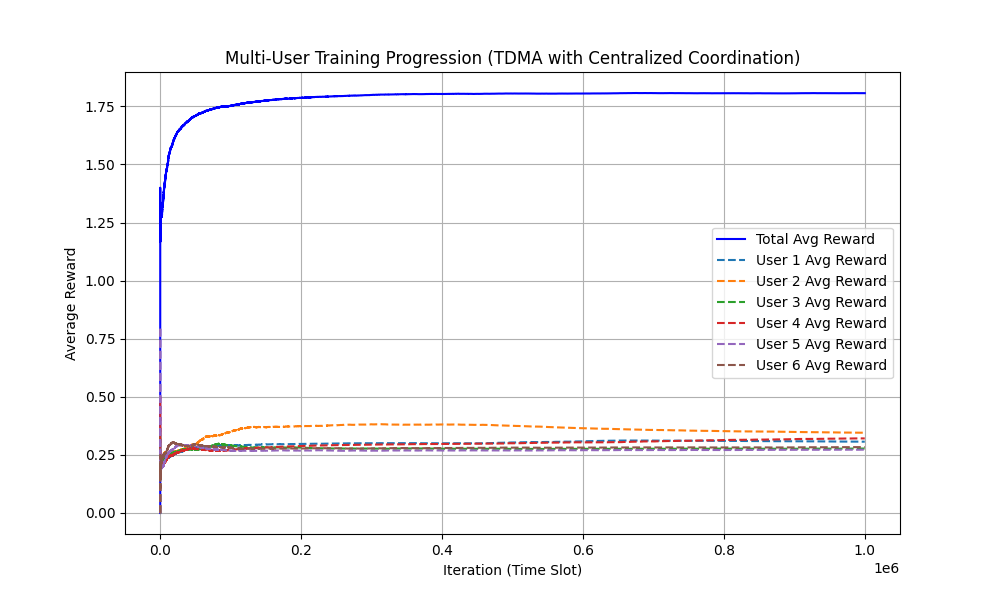 Multi-User Training Progression (TDMA with Centralized Coordination)
Average Reward
1.75
1.50
1.25
1.00
0.75
0.50
0.25
0.00
Total Avg Reward
User 1 Avg Reward
User 2 Avg Reward
User 3 Avg Reward
User 4 Avg Reward
User 5 Avg Reward
User 6 Avg Reward
0.0 0.2 0.4 0.6 0.8 1.0
1e6
Iteration (Time Slot)